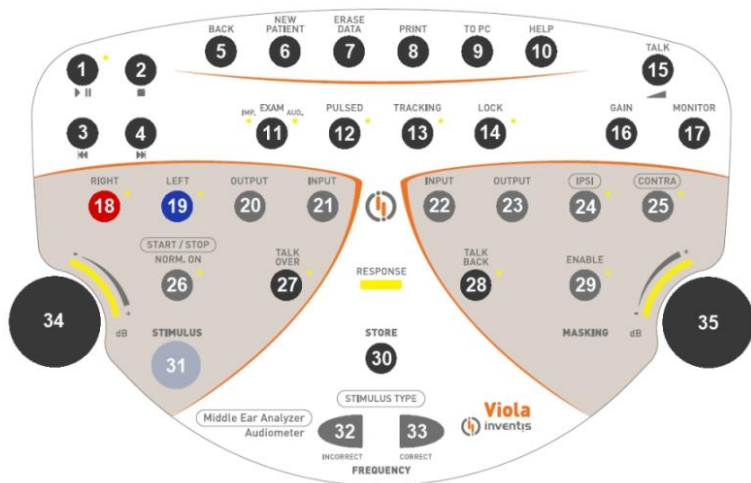 BACK
NEW
PATIENT
ERASE
DATA
PRINT
TO PC
HELP
5
6
7
8
9
10
TALK
1
2
15
3
4
IMP. EXAM AUD.
PULSED
TRACKING
LOCK
GAIN
MONITOR
11
12
13
14
16
17
RIGHT
LEFT
OUTPUT
INPUT
INPUT
OUTPUT
IPSI
CONTRA
18
19
20
21
22
23
24
25
START / STOP
NORM. ON
TALK
OVER
RESPONSE
TALK
BACK
ENABLE
26
27
28
29
34
dB
STIMULUS
STORE
MASKING
dB
35
31
30
STIMULUS TYPE
Middle Ear Analyzer
Audiometer
32
33
Viola
inventis
INCORRECT
CORRECT
FREQUENCY